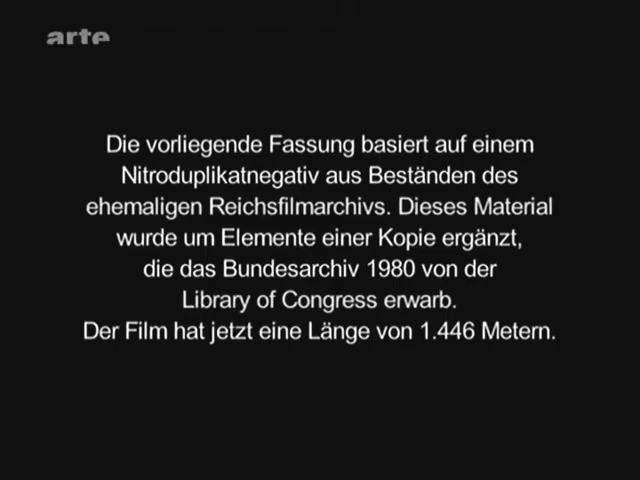 arte
Die vorliegende Fassung basiert auf einem
Nitroduplikatnegativ aus Beständen des
ehemaligen Reichsfilmarchivs. Dieses Material
wurde um Elemente einer Kopie ergänzt,
die das Bundesarchiv 1980 von der
Library of Congress erwarb.
Der Film hat jetzt eine Länge von 1.446 Metern.